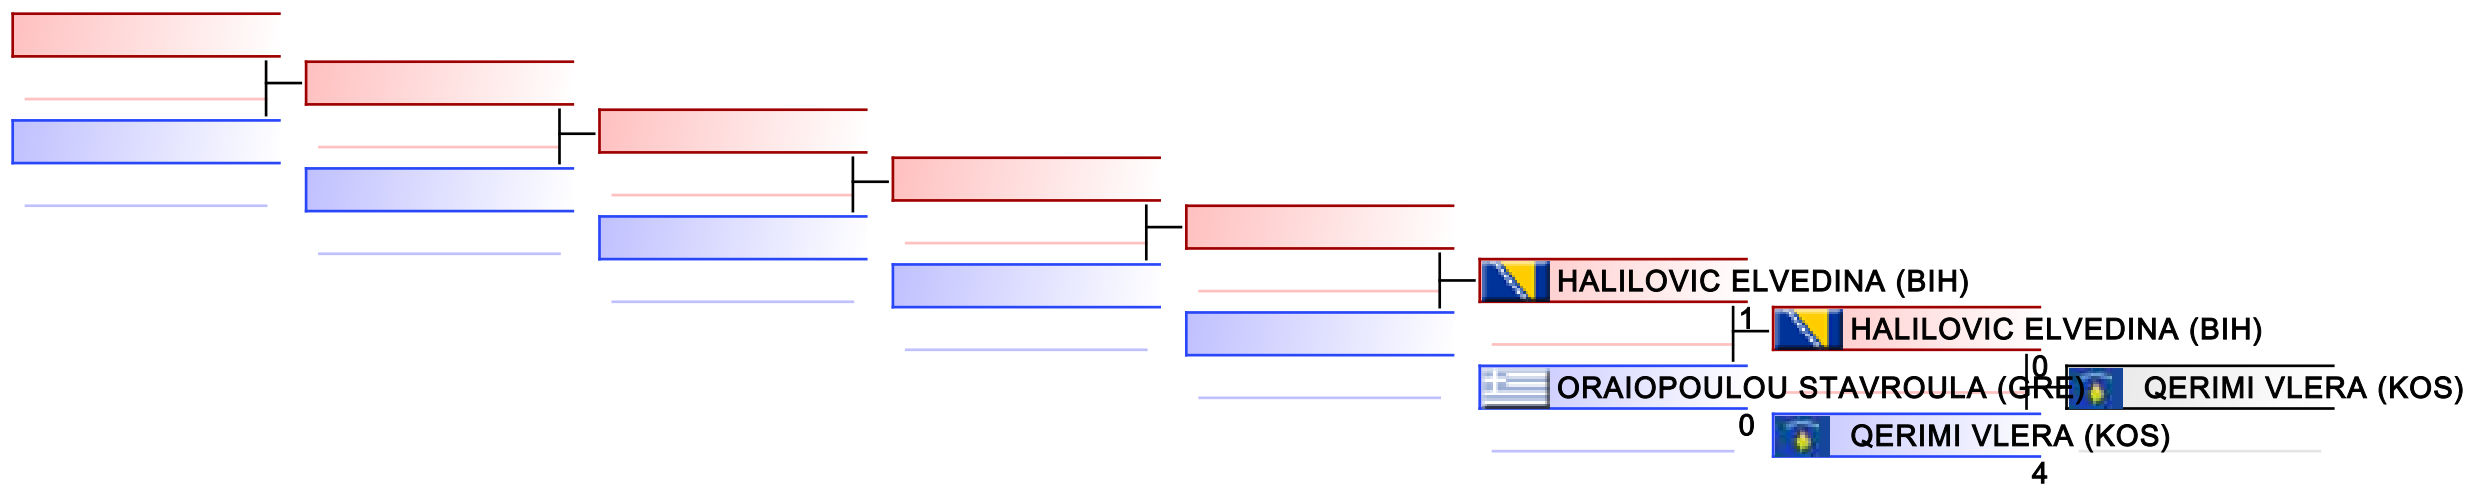 HALILOVIC ELVEDINA (BIH)
1
HALILOVIC ELVEDINA (BIH)
0
ORAIOPOULOU STAVROULA (GRE)
QERIMI VLERA (KOS)
0
QERIMI VLERA (KOS)
4